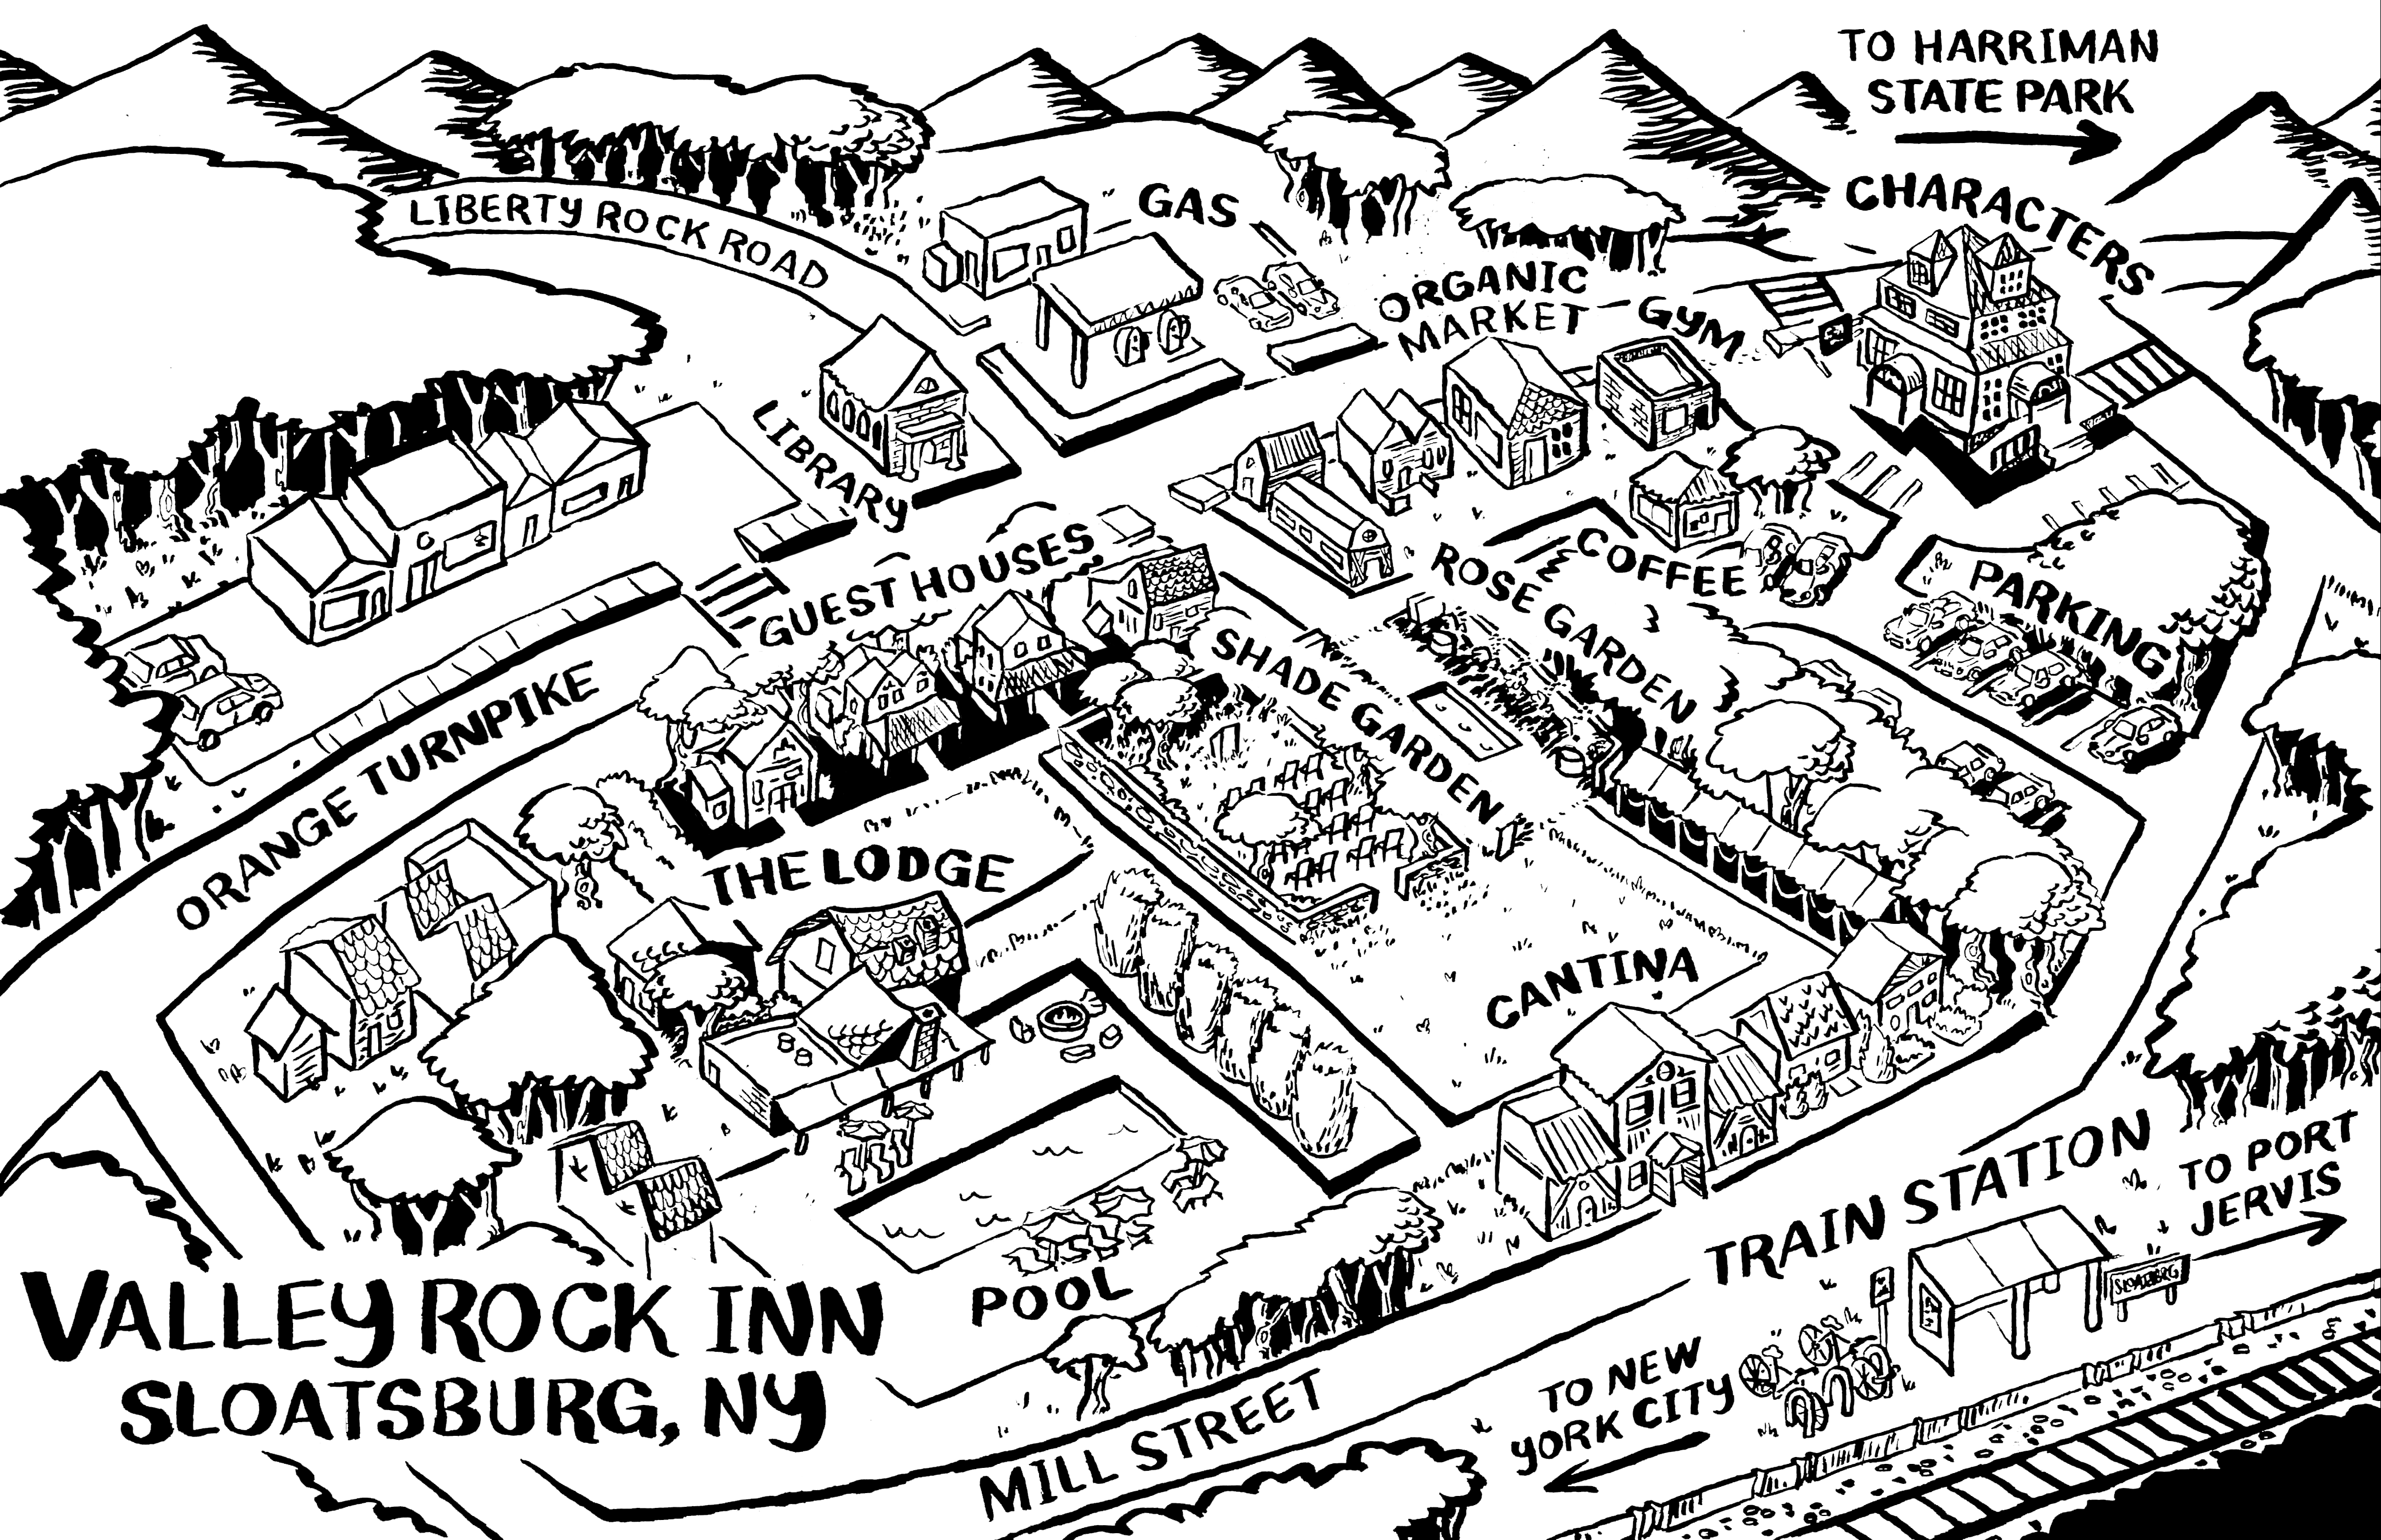 TO HARRIMAN
STATE PARK
CHARACTERS
LIBERTY ROCK ROAD
GAS
ORGANIC
MARKET
GYM
LIBRARY
GUEST HOUSES
COFFEE
PARKING
ROSE GARDEN
SHADE GARDEN
ORANGE TURNPIKE
THE LODGE
CANTINA
TRAIN STATION
TO PORT
JERVIS
SLOATSBRG
POOL
VALLEY ROCK INN
SLOATSBURG, NY
TO NEW
YORK CITY
MILL STREET